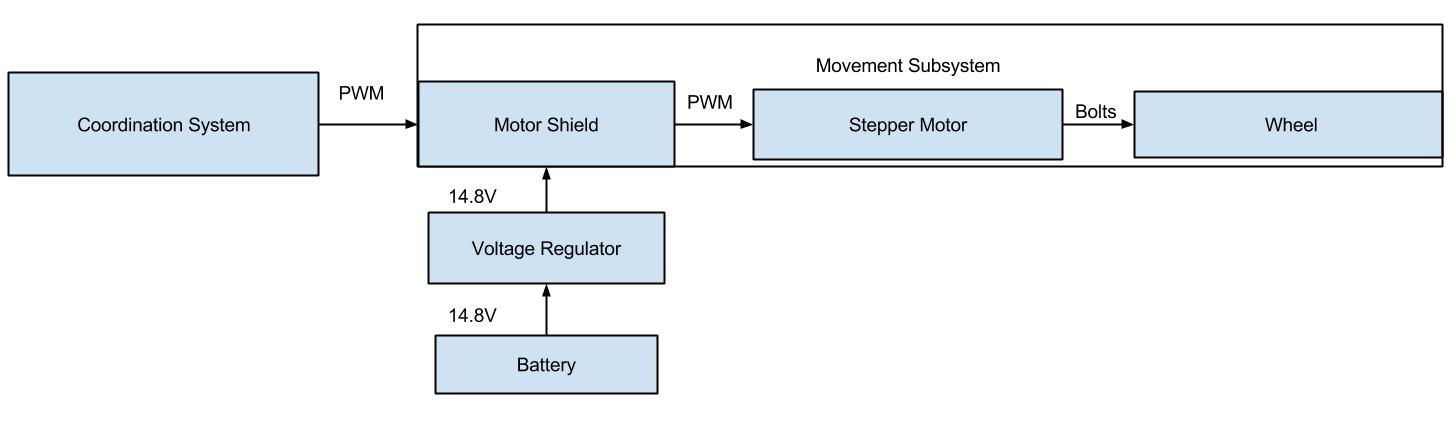 Movement Subsystem
Coordination System
PWM
Motor Shield
PWM
Stepper Motor
Bolts
Wheel
14.8V
Voltage Regulator
14.8V
Battery